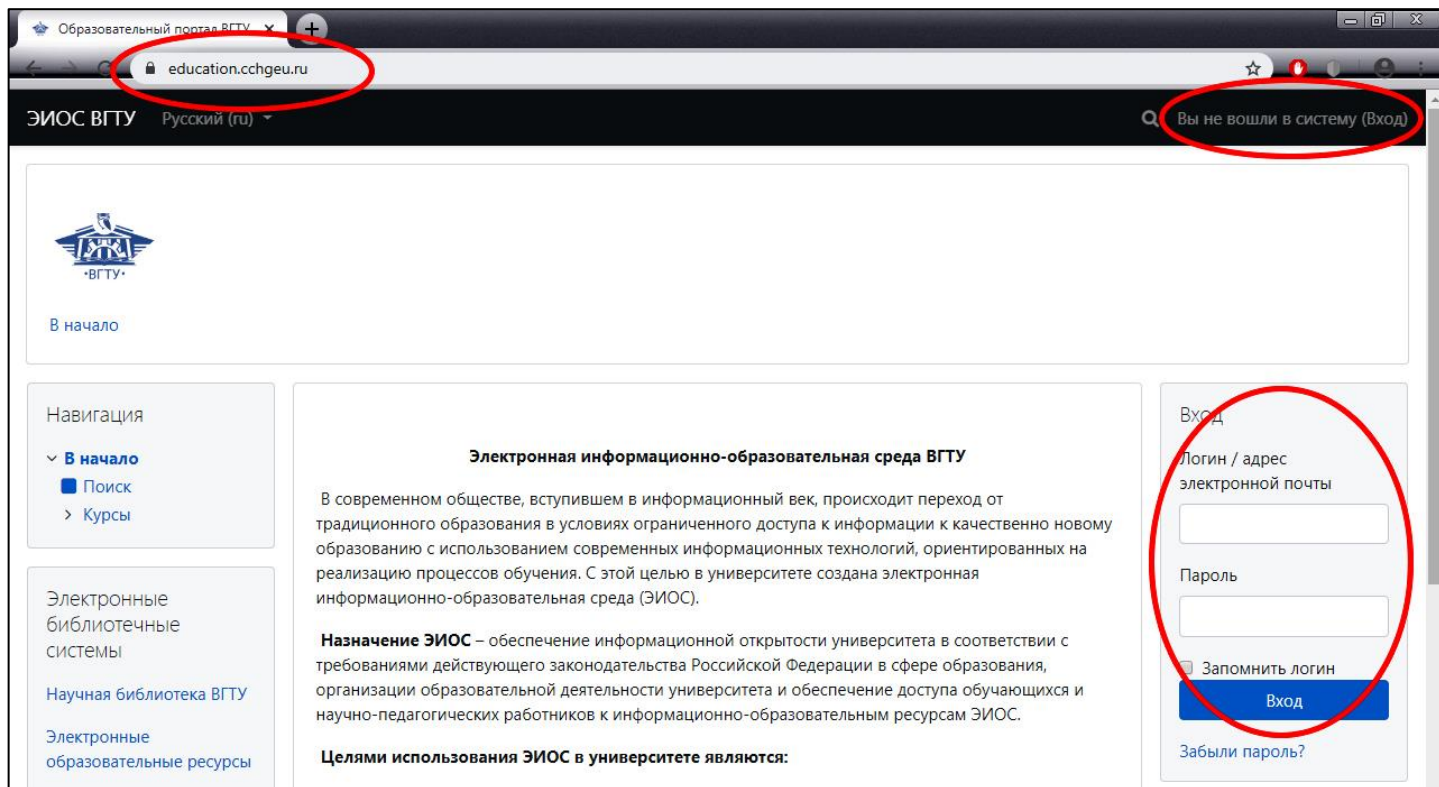 Образовательный портал ВГТУ
education.cchgeu.ru
ЭИОС ВГТУ Русский (ru)
Вы не вошли в систему (Вход)
·ВГТУ·
В начало
Навигация
В начало
Поиск
Курсы
Электронные
библиотечные
системы
Научная библиотека ВГТУ
Электронные
образовательные ресурсы
Электронная информационно-образовательная среда ВГТУ
В современном обществе, вступившем в информационный век, происходит переход от
традиционного образования в условиях ограниченного доступа к информации к качественно новому
образованию с использованием современных информационных технологий, ориентированных на
реализацию процессов обучения. С этой целью в университете создана электронная
информационно-образовательная среда (ЭИОС).
Назначение ЭИОС – обеспечение информационной открытости университета в соответствии с
требованиями действующего законодательства Российской Федерации в сфере образования,
организации образовательной деятельности университета и обеспечение доступа обучающихся и
научно-педагогических работников к информационно-образовательным ресурсам ЭИОС.
Целями использования ЭИОС в университете являются:
Вход
Логин / адрес
электронной почты
Пароль
Запомнить логин
Вход
Забыли пароль?